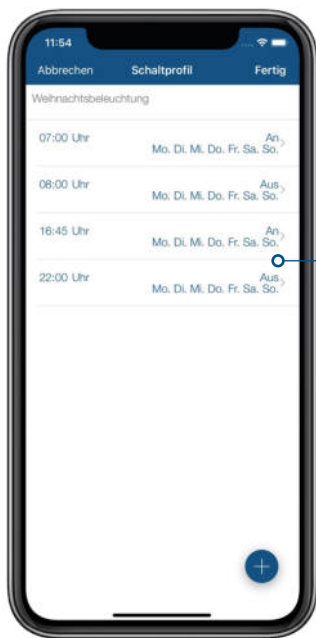 11:54
Abbrechen Schaltprofil Fertig
Weihnachtsbeleuchtung
07:00 Uhr An
Mo. Di. Mi. Do. Fr. Sa. So.
08:00 Uhr Aus
Mo. Di. Mi. Do. Fr. Sa. So.
16:45 Uhr An
Mo. Di. Mi. Do. Fr. Sa. So.
22:00 Uhr Aus
Mo. Di. Mi. Do. Fr. Sa. So.